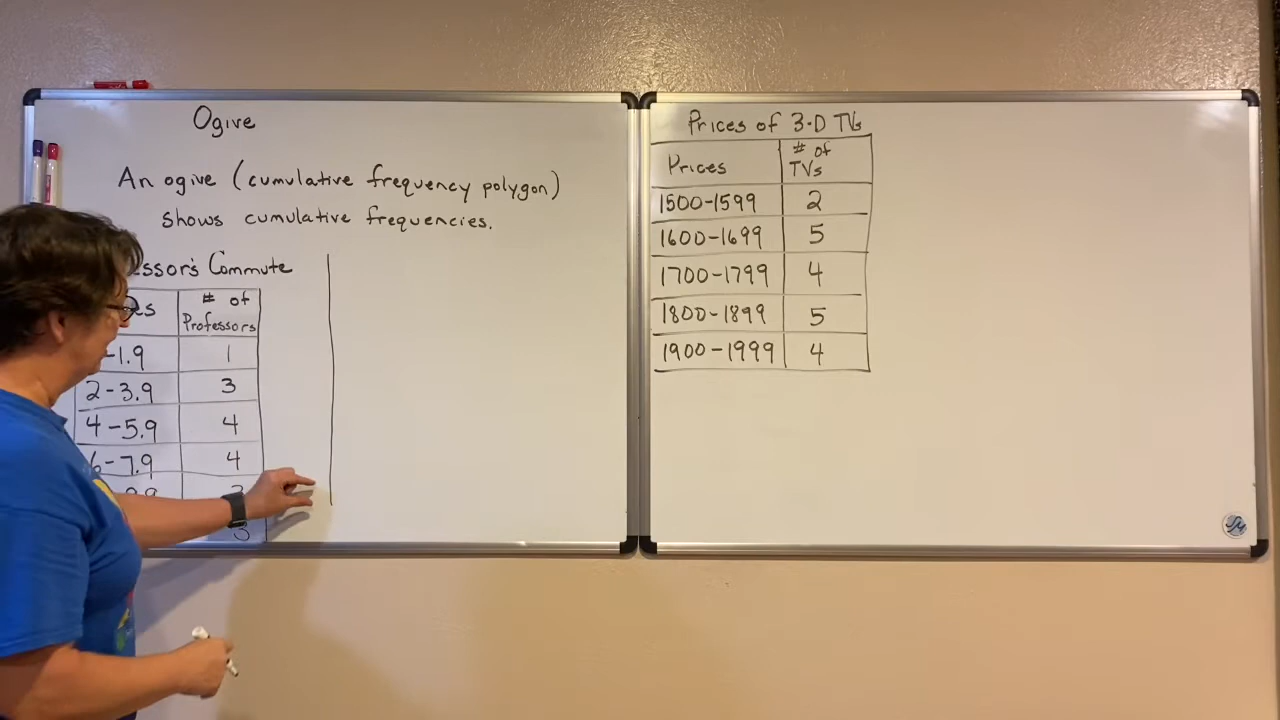 Ogive
An ogive (cumulative frequency polygon)
shows cumulative frequencies.
Commute
# of
Professors
-1.9 1
2-3.9 3
4-5.9 4
6-7.9 4
3
Prices of 3-D TVs
Prices # of TVs
1500-1599 2
1600-1699 5
1700-1799 4
1800-1899 5
1900-1999 4